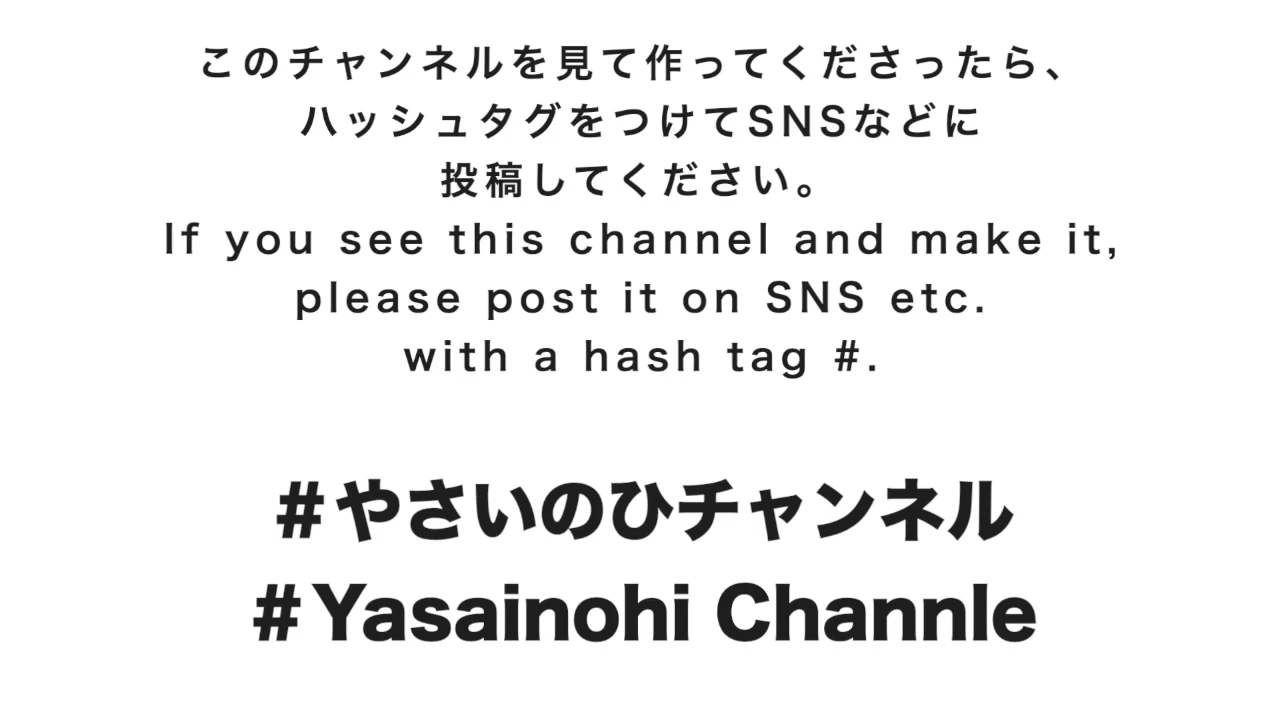 このチャンネルを見て作ってくださったら、
ハッシュタグをつけてSNSなどに
投稿してください。
If you see this channel and make it,
please post it on SNS etc.
with a hash tag #.
#やさいのひチャンネル
#Yasainohi Channle